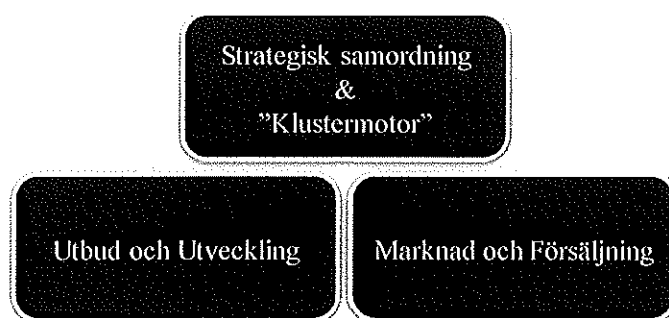 Strategisk samordning
&
”Klustermotor”
Utbud och Utveckling
Marknad och Försäljning